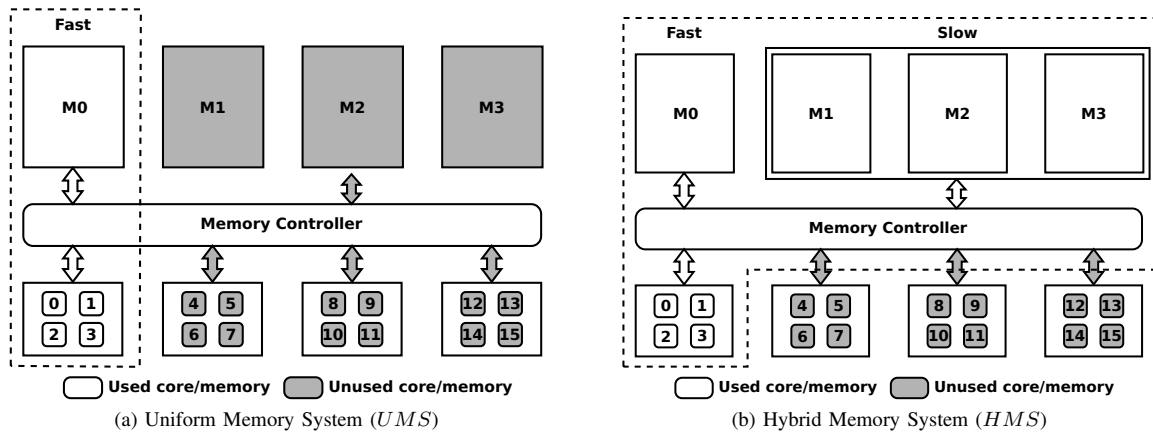 Fast
M0
M1
M2
M3
Memory Controller
0 1
2 3
4 5
6 7
8 9
10 11
12 13
14 15
Used core/memory
Unused core/memory
(a) Uniform Memory System (UMS)
Fast
Slow
M0
M1
M2
M3
Memory Controller
0 1
2 3
4 5
6 7
8 9
10 11
12 13
14 15
Used core/memory
Unused core/memory
(b) Hybrid Memory System (HMS)